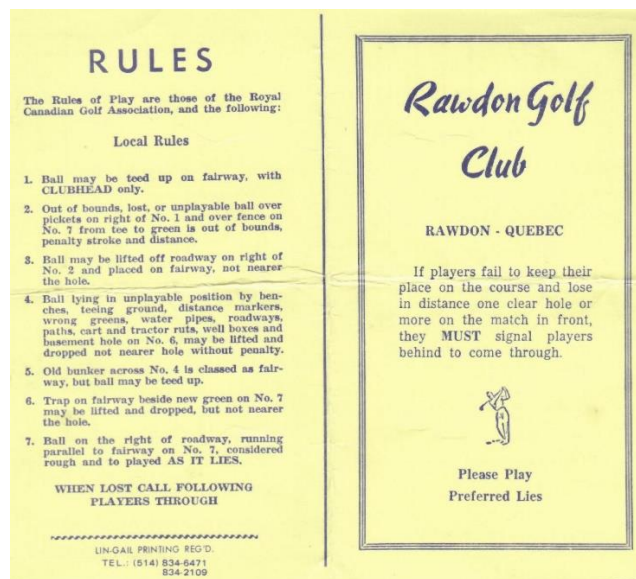 RULES
The Rules of Play are those of the Royal
Canadian Golf Association, and the following:
Local Rules
1. Ball may be teed up on fairway, with
CLUBHEAD only.
2. Out of bounds, lost, or unplayable ball over
pickets on right of No. 1 and over fence on
No. 7 from tee to green is out of bounds,
penalty stroke and distance.
3. Ball may be lifted off roadway on right of
No. 2 and placed on fairway, not nearer
the hole.
4. Ball lying in unplayable position by ben-
ches, teeing ground, distance markers,
wrong greens, water pipes, roadways,
paths, cart and tractor ruts, well boxes and
basement hole on No. 6, may be lifted and
dropped not nearer hole without penalty.
5. Old bunker across No. 4 is classed as fair-
way, but ball may be teed up.
6. Trap on fairway beside new green on No. 7
may be lifted and dropped, but not nearer
the hole.
7. Ball on the right of roadway, running
parallel to fairway on No. 7, considered
rough and to played AS IT LIES.
WHEN LOST CALL FOLLOWING
PLAYERS THROUGH
LIN-GAIL PRINTING REG'D.
TEL.: (514) 834-6471
834-2109
Rawdon Golf
Club
RAWDON - QUEBEC
If players fail to keep their
place on the course and lose
in distance one clear hole or
more on the match in front,
they MUST signal players
behind to come through.
Please Play
Preferred Lies